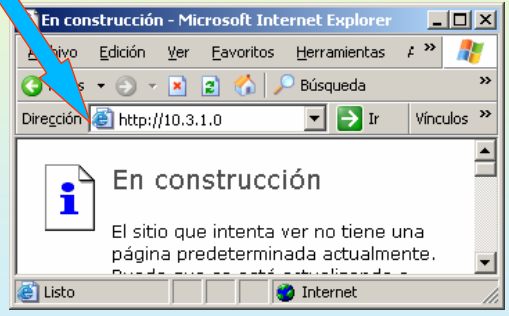 En construcción - Microsoft Internet Explorer
Edición Ver Favoritos Herramientas »
Búsqueda »
Dirección http://10.3.1.0 Ir Vínculos »
En construcción
El sitio que intenta ver no tiene una
página predeterminada actualmente.
Listo Internet